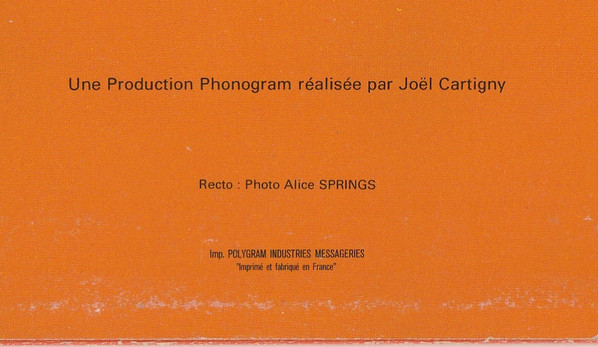 Une Production Phonogram réalisée par Joël Cartigny
Recto : Photo Alice SPRINGS
Imp. POLYGRAM INDUSTRIES MESSAGERIES
"Imprimé et fabriqué en France"